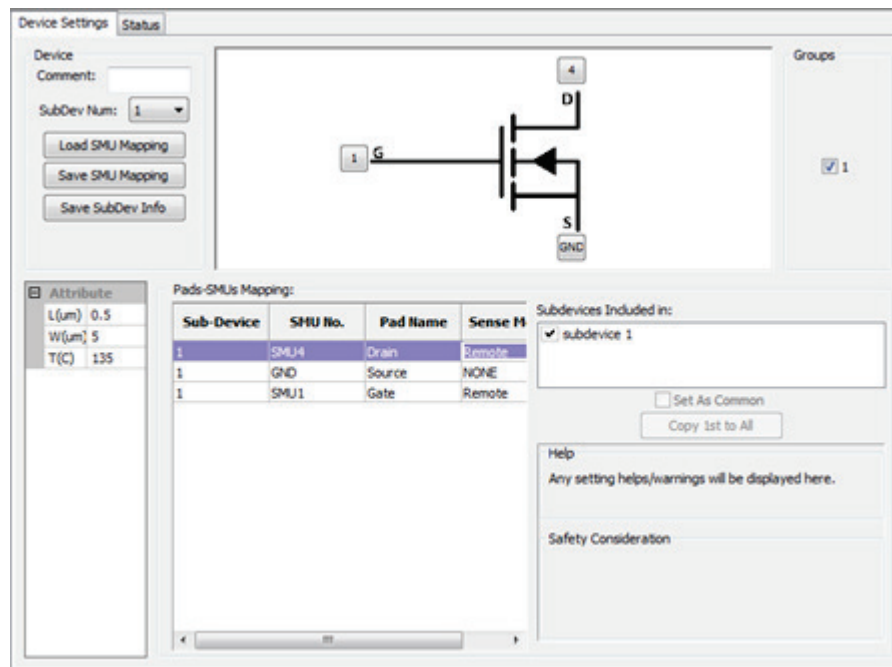 Device Settings Status
Device
Comment:
SubDev Num: 1
Load SMU Mapping
Save SMU Mapping
Save SubDev Info
4
D
1 G
S
GND
Groups
1
Attribute
L(um) 0.5
W(um) 5
T(C) 135
Pads-SMUs Mapping:
Sub-Device SMU No. Pad Name Sense M
1 SMU4 Drain Remote
1 GND Source NONE
1 SMU1 Gate Remote
Subdevices Included in:
subdevice 1
Set As Common
Copy 1st to All
Help
Any setting helps/warnings will be displayed here.
Safety Consideration